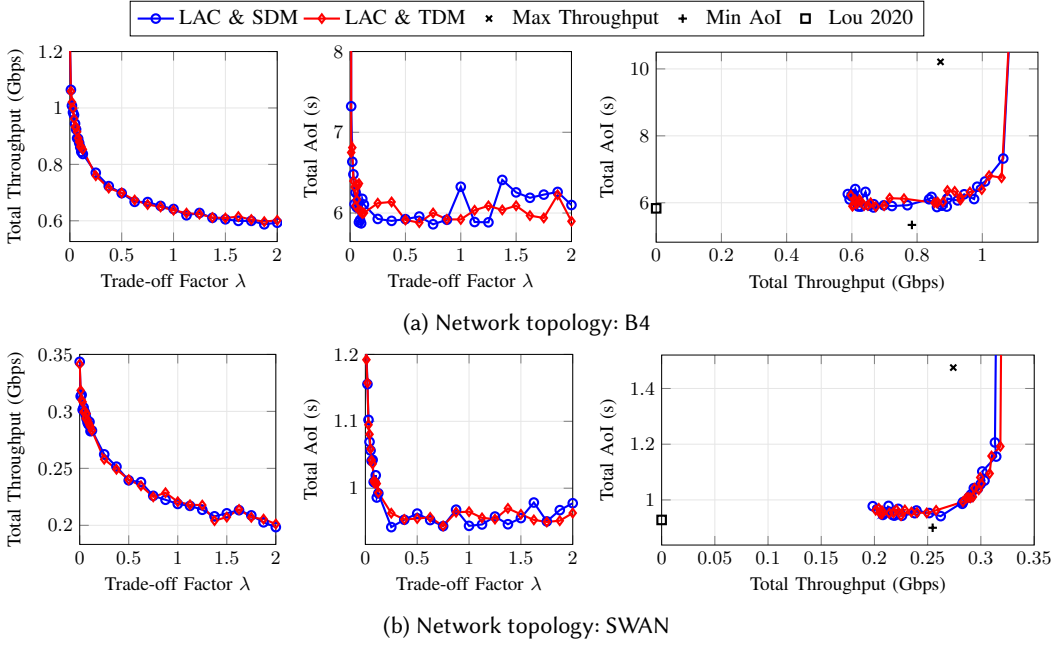 LAC & SDM LAC & TDM Max Throughput Min AoI Lou 2020
Total Throughput (Gbps)
1.2
1
0.8
0.6
0 0.5 1 1.5 2
Trade-off Factor λ
Total AoI (s)
8
7
6
0 0.5 1 1.5 2
Trade-off Factor λ
Total AoI (s)
10
8
6
0 0.2 0.4 0.6 0.8 1
Total Throughput (Gbps)
(a) Network topology: B4
Total Throughput (Gbps)
0.35
0.3
0.25
0.2
0 0.5 1 1.5 2
Trade-off Factor λ
Total AoI (s)
1.2
1.1
1
0 0.5 1 1.5 2
Trade-off Factor λ
Total AoI (s)
1.4
1.2
1
0 0.05 0.1 0.15 0.2 0.25 0.3 0.35
Total Throughput (Gbps)
(b) Network topology: SWAN